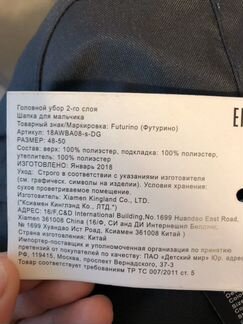 Головной убор 2-го слоя
Шапка для мальчика
Товарный знак/Маркировка: Futurino (Футурино)
Артикул: 18AWBA08-s-DG
РАЗМЕР: 48-50
Состав: верх: 100% полиэстер, подкладка: 100% полиэстер,
утеплитель: 100% полиэстер
ИЗГОТОВЛЕНО: Январь 2018
Уход: Строго в соответствии с указаниями изготовителя
(см. графическ. символы на изделии). Условия хранения:
сухое проветриваемое помещение.
Изготовитель: Xiamen Kingland Co., LTD.
("Ксиамен Кингленд Ко., ЛТД.")
АДРЕС: 16/F,C&D International Building,No.1699 Huandao East Road,
Xiamen 361008 China (16/Ф, Си анд ДИ Интернешнл Билдинг,
№ 1699 Хуандао Ист Роад, Ксиамен 361008 Китай )
Страна изготовления: Китай
Импортер-поставщик и уполномоченная организация по принятию
претензий от покупателей по качеству: ПАО "Детский мир" Юр. адрес
РФ, 119415, Москва, проспект Вернадского, 37-3
Товар соответствует требованиям ТР ТС 007/2011 ст. 5